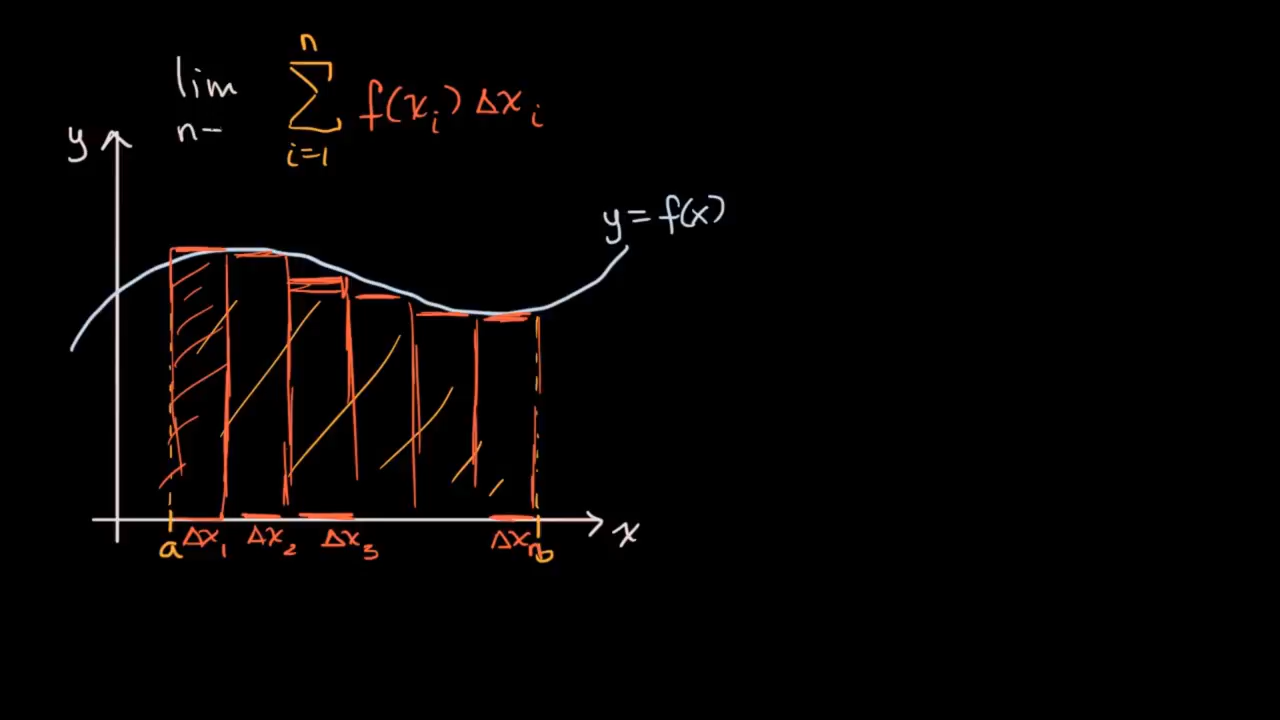 lim n∑i=1 f(xᵢ) Δxᵢ
n–
y
y = f(x)
x
a Δx₁ Δx₂ Δx₃ Δxₙ b